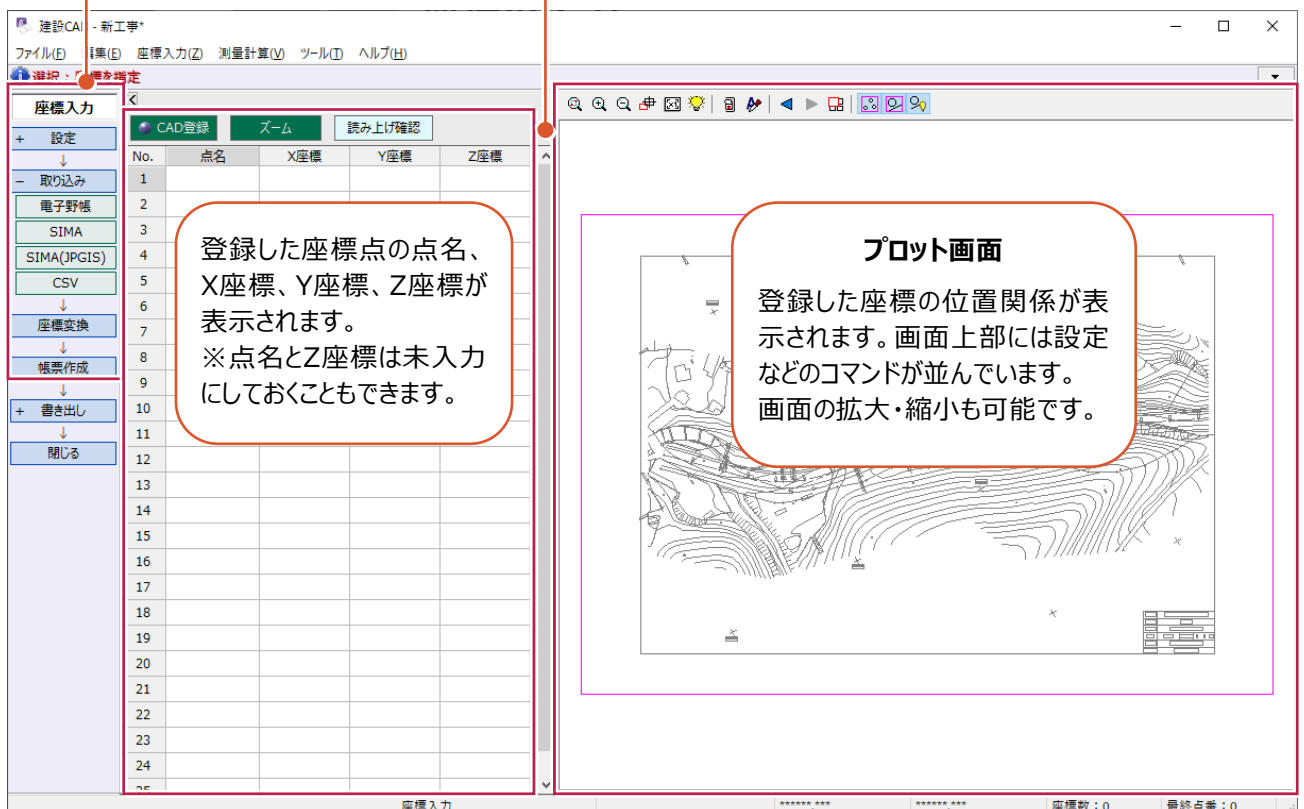 建設CAD - 新工事*
ファイル(F) 編集(E) 座標入力(Z) 測量計算(V) ツール(T) ヘルプ(H)
選択:座標を指定
座標入力
+ 設定
↓
- 取り込み
電子野帳
SIMA
SIMA(JPGIS)
CSV
↓
座標変換
↓
帳票作成
↓
+ 書き出し
↓
閉じる
CAD登録 ズーム 読み上げ確認
No. 点名 X座標 Y座標 Z座標
1
2
3
4
5
6
7
8
9
10
11
12
13
14
15
16
17
18
19
20
21
22
23
24
登録した座標点の点名、
X座標、Y座標、Z座標が
表示されます。
※点名とZ座標は未入力
にしておくこともできます。
プロット画面
登録した座標の位置関係が表
示されます。画面上部には設定
などのコマンドが並んでいます。
画面の拡大・縮小も可能です。
座標入力 ******.*** ******.*** 座標数:0 最終点番:0